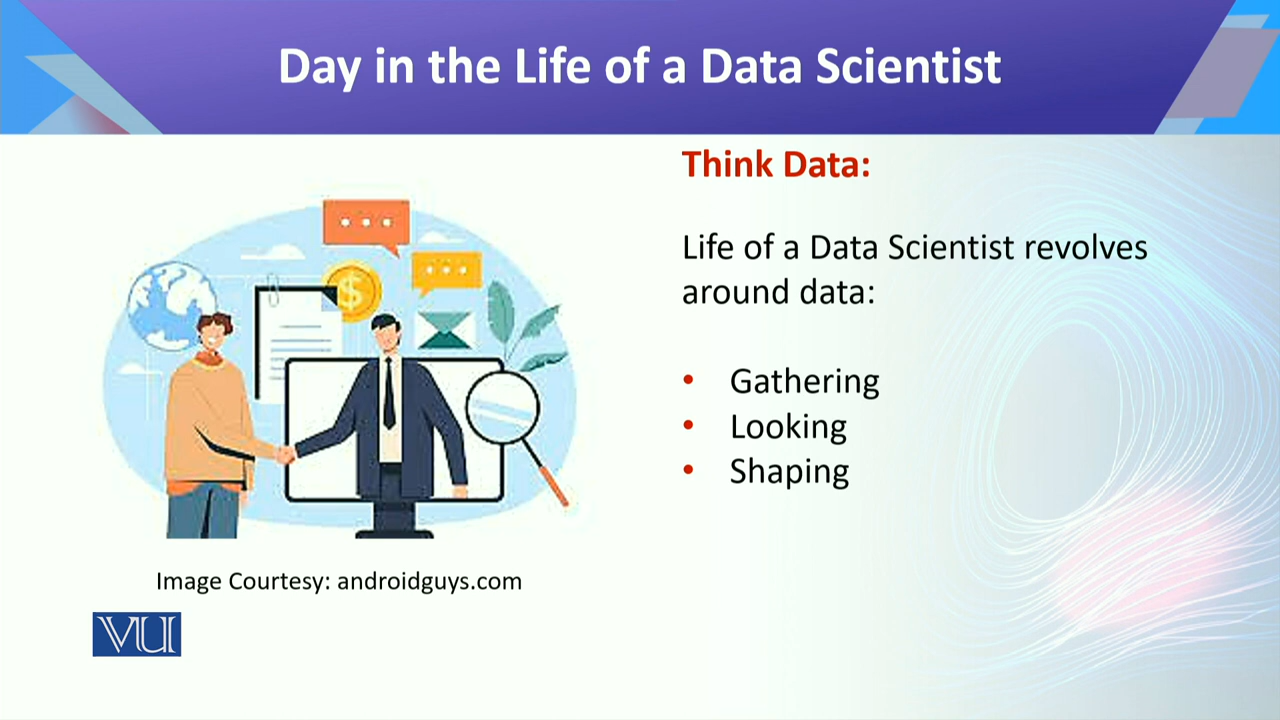 Day in the Life of a Data Scientist
Think Data:
Life of a Data Scientist revolves
around data:
• Gathering
• Looking
• Shaping
$
Image Courtesy: androidguys.com
VU